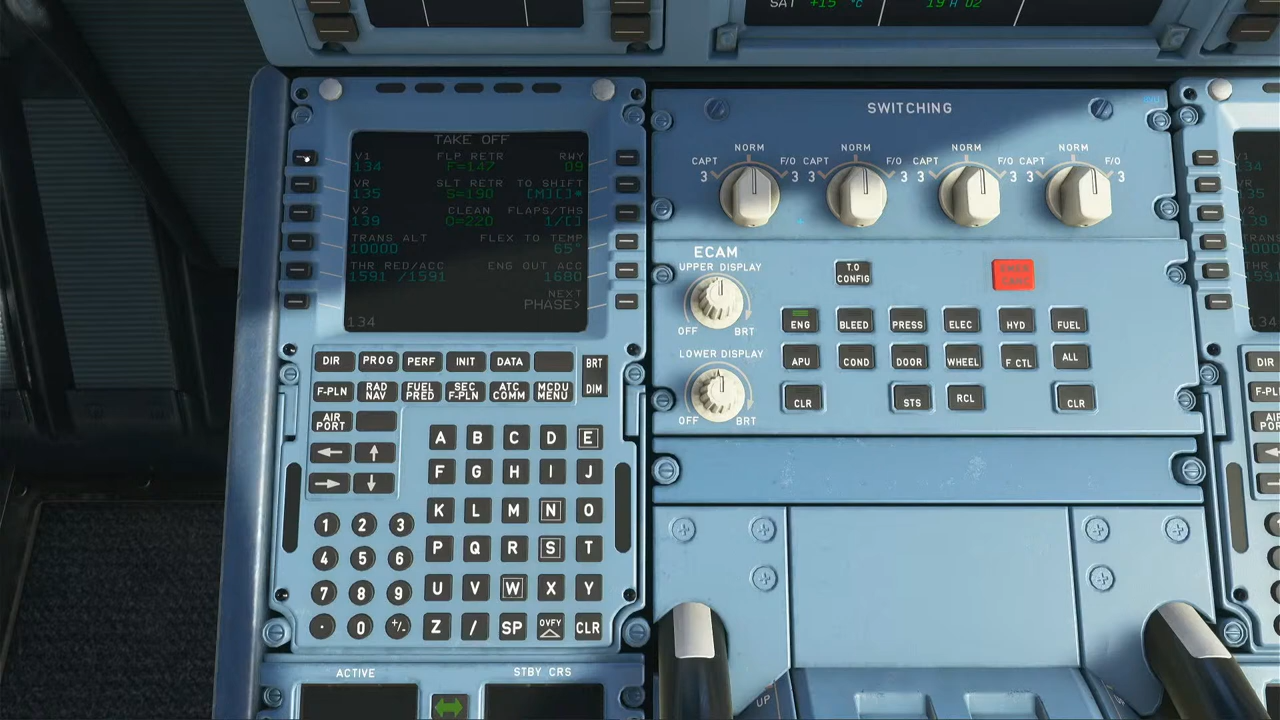 SAT +15 °C 19 H 02
TAKE OFF
V1 FLP RETR RWY
134 F=147 09
VR SLT RETR TO SHIFT
135 S=190 [M][ ]*
V2 CLEAN FLAPS/THS
139 O=220 1/[ ]
TRANS ALT FLEX TO TEMP
10000 65°
THR RED/ACC ENG OUT ACC
1591 /1591 1680
NEXT
PHASE>
134
DIR PROG PERF INIT DATA
BRT
F-PLN RAD NAV FUEL PRED SEC F-PLN ATC COMM MCDU MENU
DIM
AIR PORT
← ↑
→ ↓
A B C D E
F G H I J
K L M N O
P Q R S T
U V W X Y
Z / SP OVFY CLR
1 2 3
4 5 6
7 8 9
. 0 +/-
ACTIVE STBY CRS
SWITCHING
NORM NORM NORM NORM
CAPT F/O CAPT F/O CAPT F/O CAPT F/O
3 3 3 3 3 3 3 3
ECAM
UPPER DISPLAY
OFF BRT
LOWER DISPLAY
OFF BRT
T.O CONFIG
ENG BLEED PRESS ELEC HYD FUEL
APU COND DOOR WHEEL F.CTL ALL
CLR STS RCL CLR
UP
DIR
F-PL
AIR